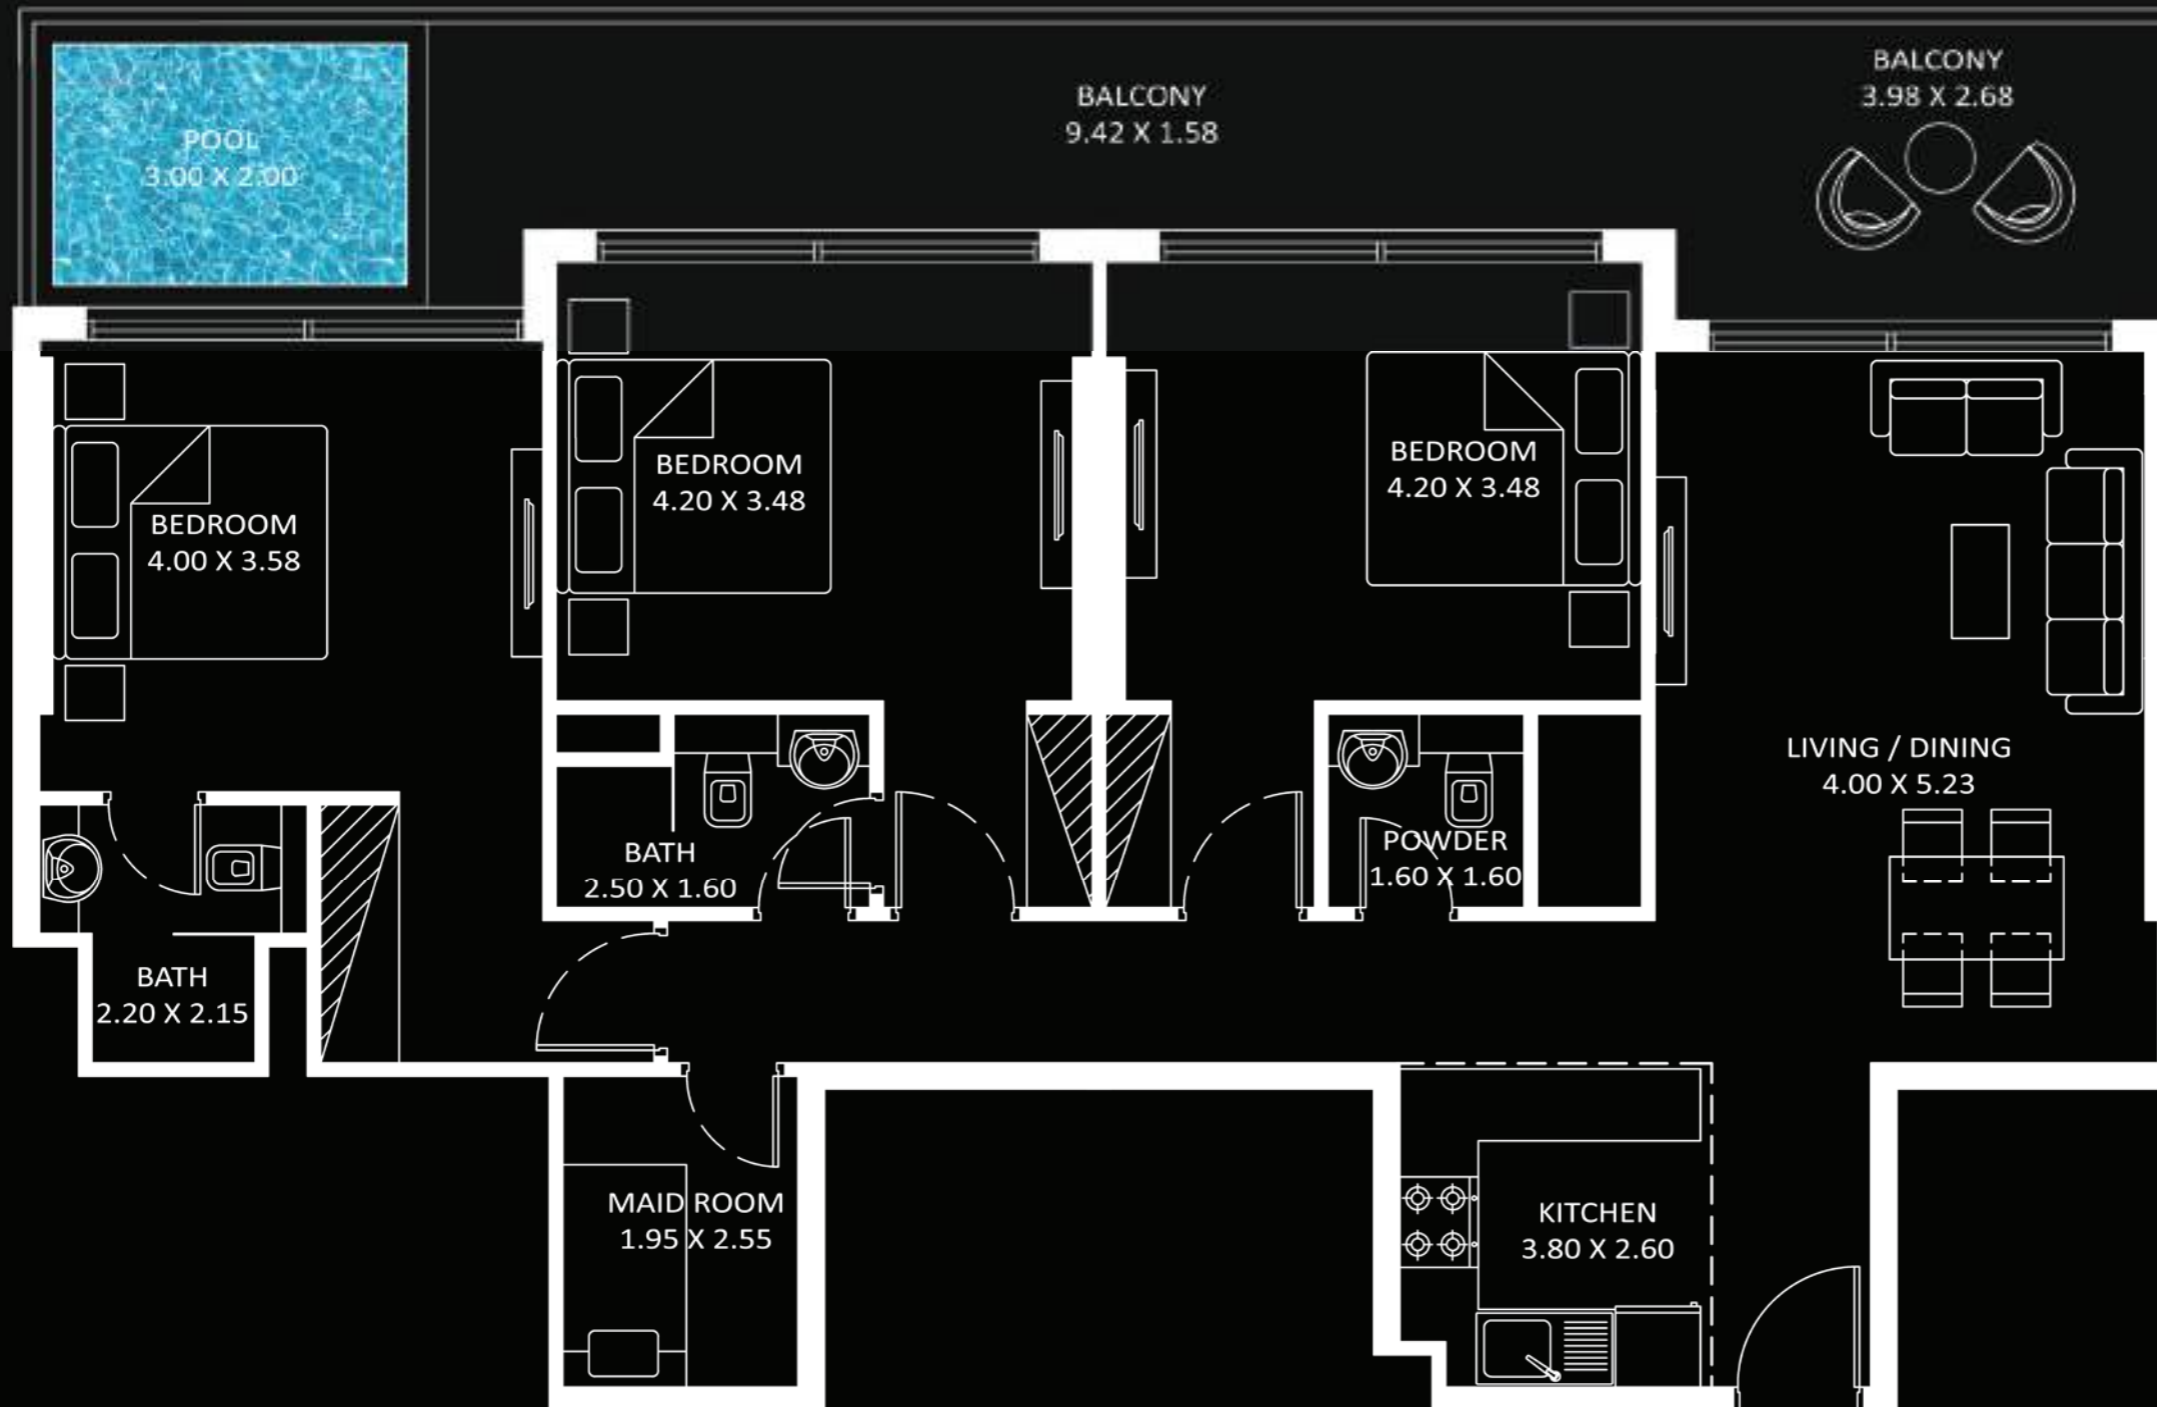 BALCONY
3.98 X 2.68
BALCONY
9.42 X 1.58
POOL
3.00 X 2.00
BEDROOM
4.00 X 3.58
BEDROOM
4.20 X 3.48
BEDROOM
4.20 X 3.48
LIVING / DINING
4.00 X 5.23
BATH
2.50 X 1.60
POWDER
1.60 X 1.60
BATH
2.20 X 2.15
MAID ROOM
1.95 X 2.55
KITCHEN
3.80 X 2.60